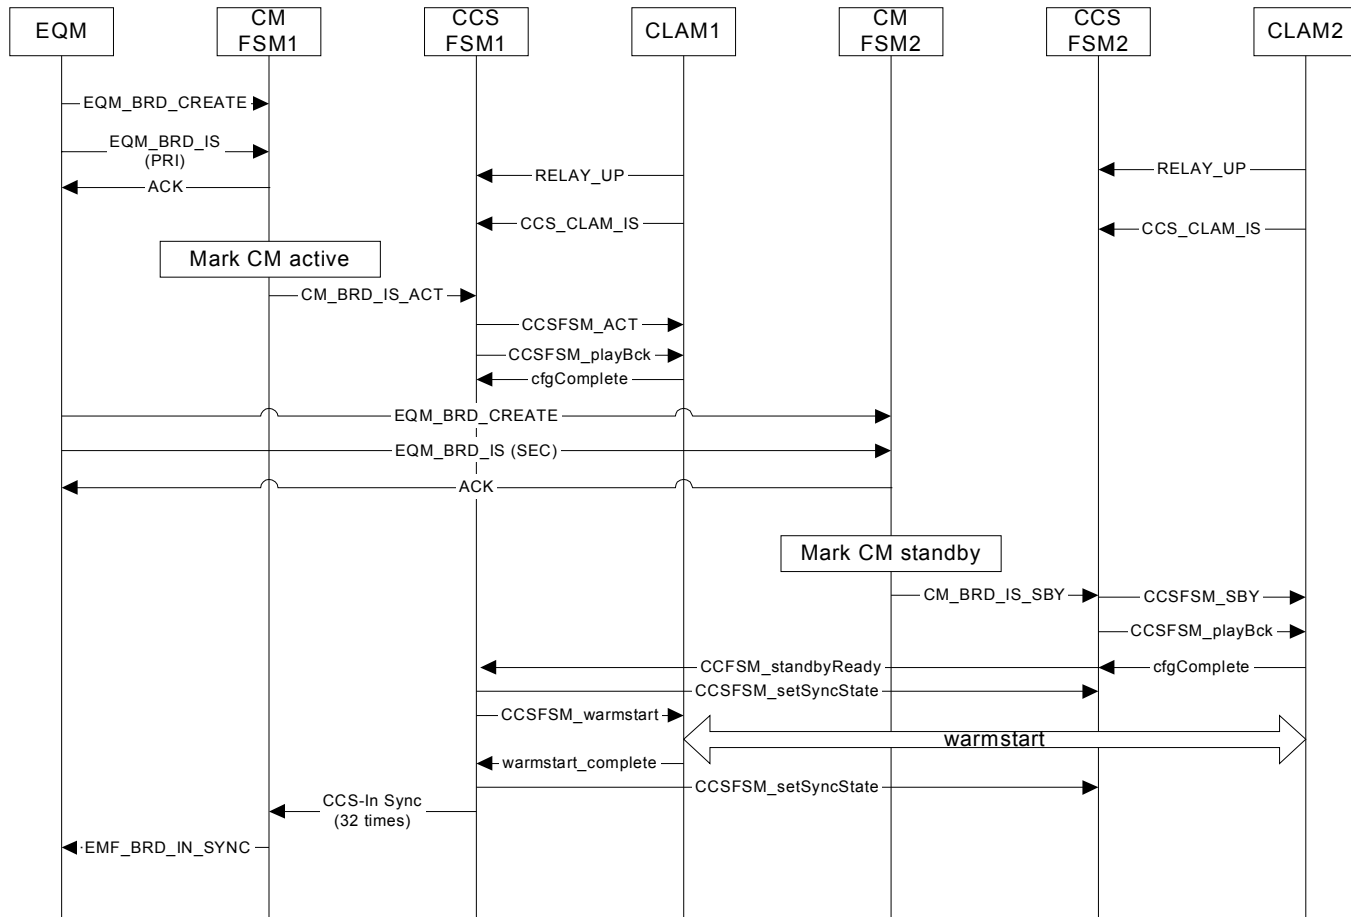 EQM
CM
FSM1
CCS
FSM1
CLAM1
CM
FSM2
CCS
FSM2
CLAM2
EQM_BRD_CREATE
EQM_BRD_IS
(PRI)
RELAY_UP
RELAY_UP
ACK
CCS_CLAM_IS
CCS_CLAM_IS
Mark CM active
CM_BRD_IS_ACT
CCSFSM_ACT
CCSFSM_playBck
cfgComplete
EQM_BRD_CREATE
EQM_BRD_IS (SEC)
ACK
Mark CM standby
CM_BRD_IS_SBY
CCSFSM_SBY
CCSFSM_playBck
CCFSM_standbyReady
cfgComplete
CCSFSM_setSyncState
CCSFSM_warmstart
warmstart
warmstart_complete
CCSFSM_setSyncState
CCS-In Sync
(32 times)
EMF_BRD_IN_SYNC